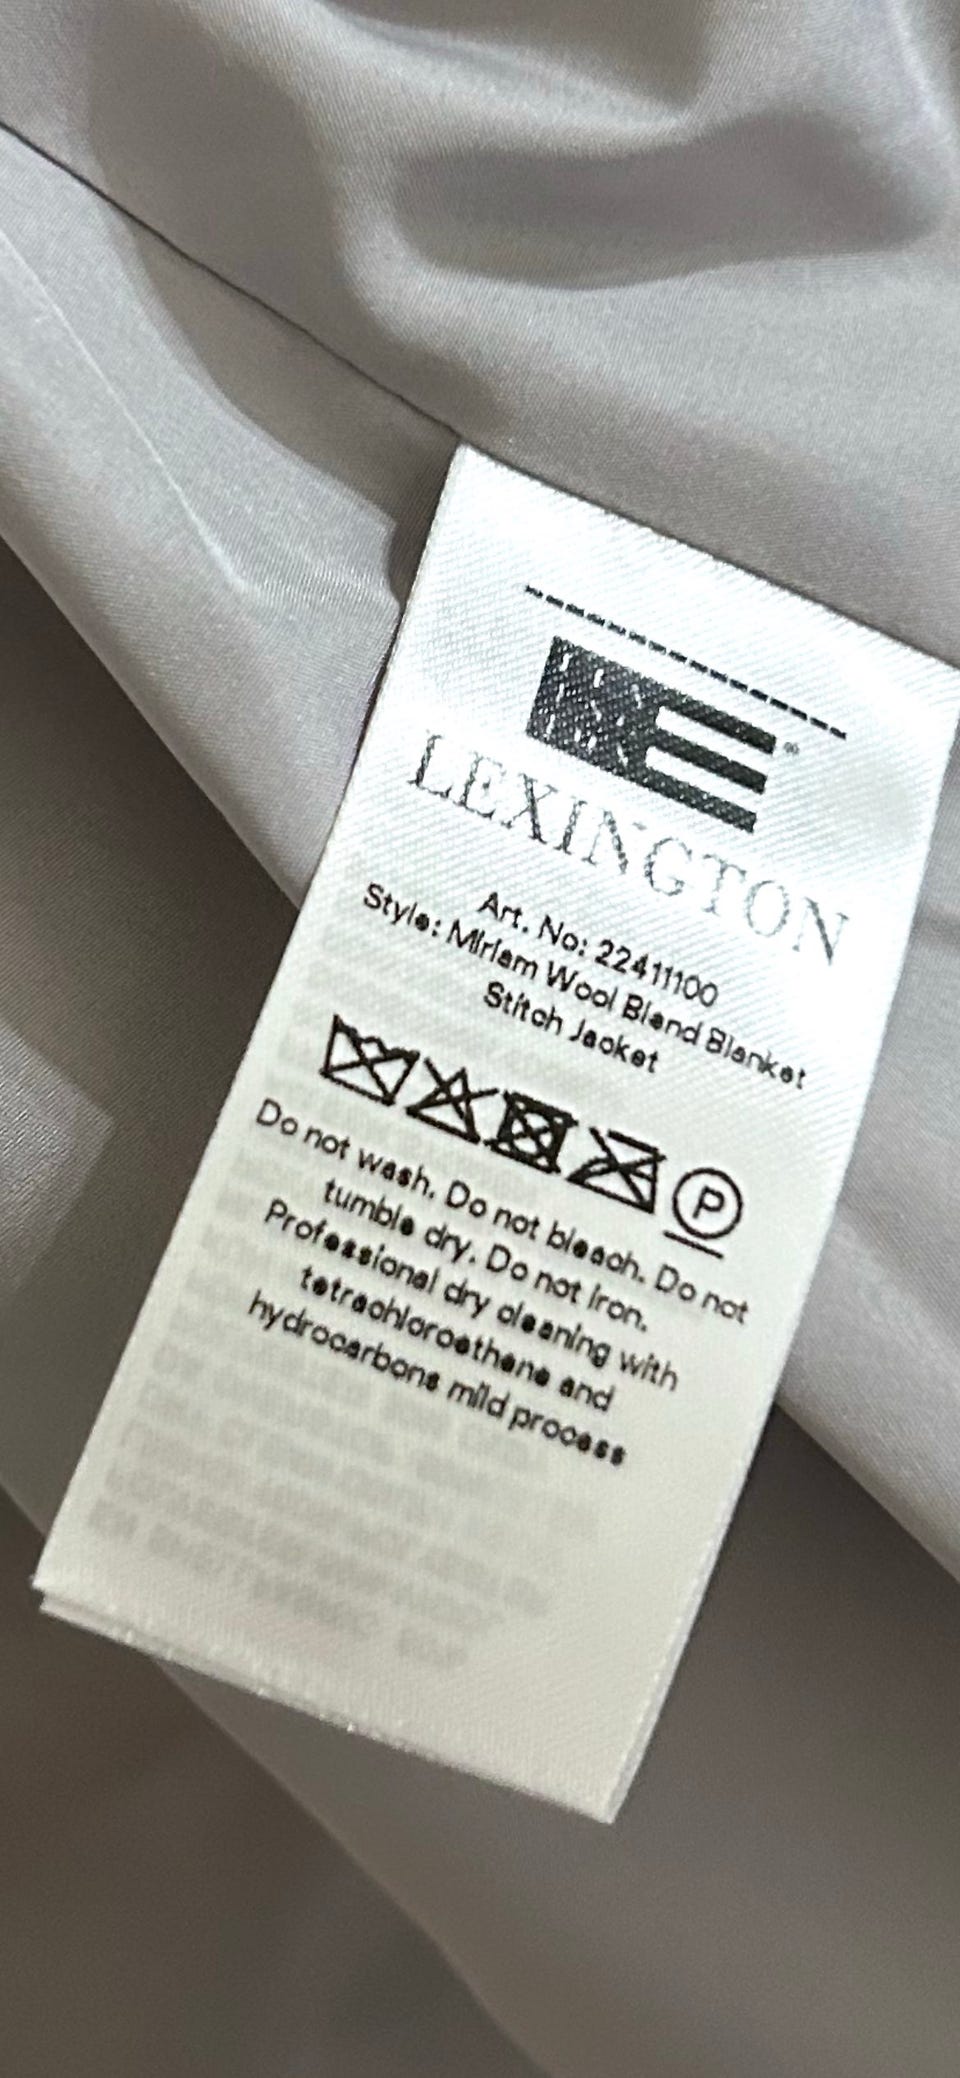 LEXINGTON
Art. No: 22411100
Style: Miriam Wool Blend Blanket
Stitch Jacket
P
Do not wash. Do not bleach. Do not
tumble dry. Do not iron.
Professional dry cleaning with
tetrachloroethene and
hydrocarbons mild process